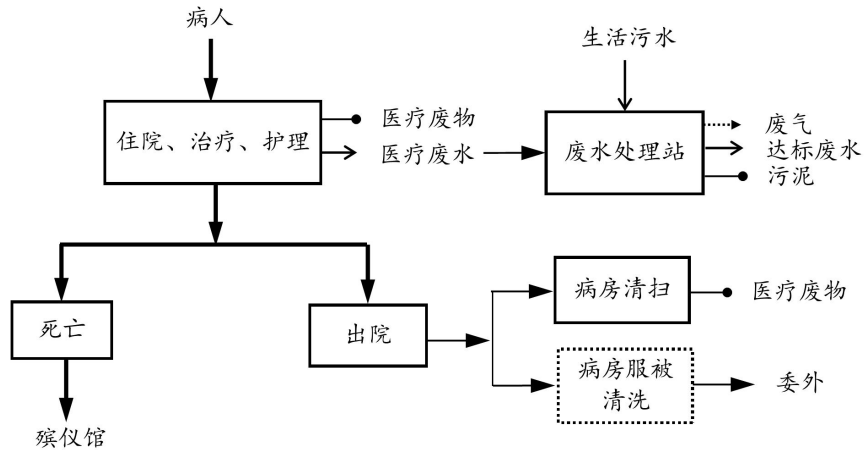 病人
生活污水
住院、治疗、护理
医疗废物
医疗废水
废水处理站
废气
达标废水
污泥
死亡
出院
病房清扫
医疗废物
病房服被
清洗
委外
殡仪馆